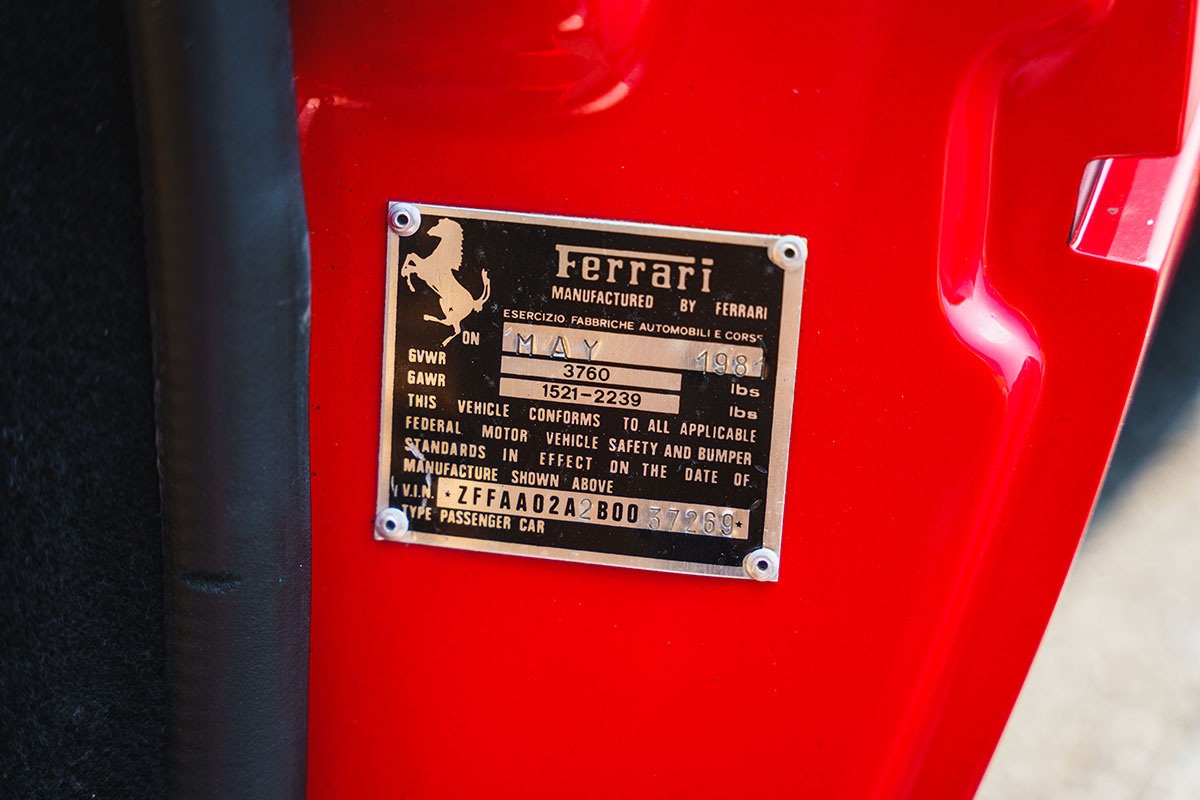 Ferrari
MANUFACTURED BY FERRARI
ESERCIZIO FABBRICHE AUTOMOBILI E CORSE
ON MAY 1981
GVWR 3760 lbs
GAWR 1521-2239 lbs
THIS VEHICLE CONFORMS TO ALL APPLICABLE
FEDERAL MOTOR VEHICLE SAFETY AND BUMPER
STANDARDS IN EFFECT ON THE DATE OF
MANUFACTURE SHOWN ABOVE
V.I.N. *ZFFAA02A2B0037269*
TYPE PASSENGER CAR